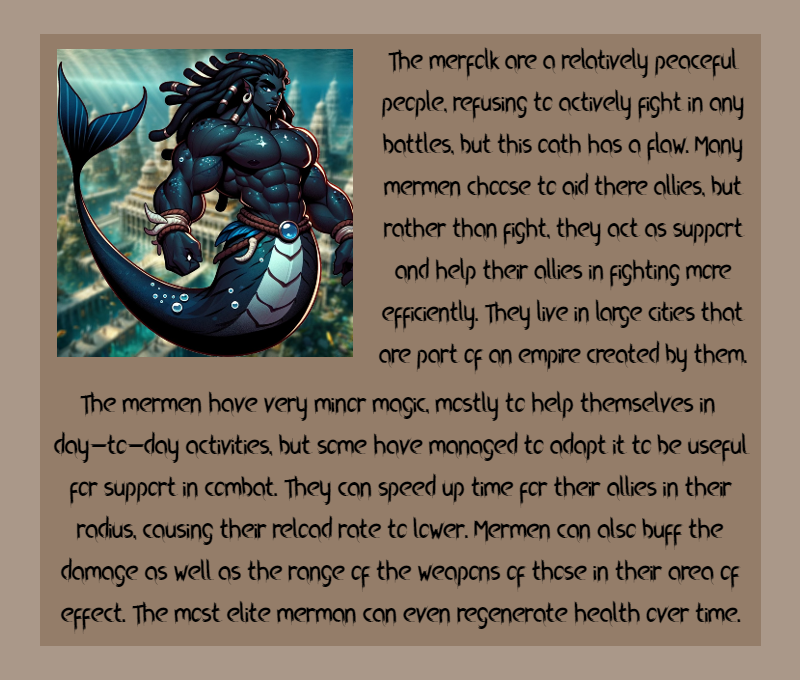 The merfolk are a relatively peaceful
people, refusing to actively fight in any
battles, but this oath has a flaw. Many
mermen choose to aid there allies, but
rather than fight, they act as support
and help their allies in fighting more
efficiently. They live in large cities that
are part of an empire created by them.
The mermen have very minor magic, mostly to help themselves in
day-to-day activities, but some have managed to adapt it to be useful
for support in combat. They can speed up time for their allies in their
radius, causing their reload rate to lower. Mermen can also buff the
damage as well as the range of the weapons of those in their area of
effect. The most elite merman can even regenerate health over time.